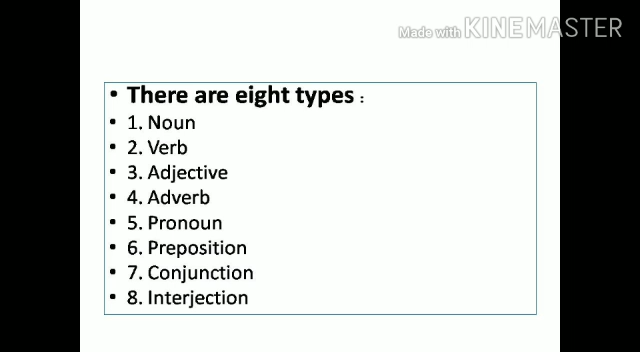 Made with KINEMASTER
• There are eight types :
• 1. Noun
• 2. Verb
• 3. Adjective
• 4. Adverb
• 5. Pronoun
• 6. Preposition
• 7. Conjunction
• 8. Interjection